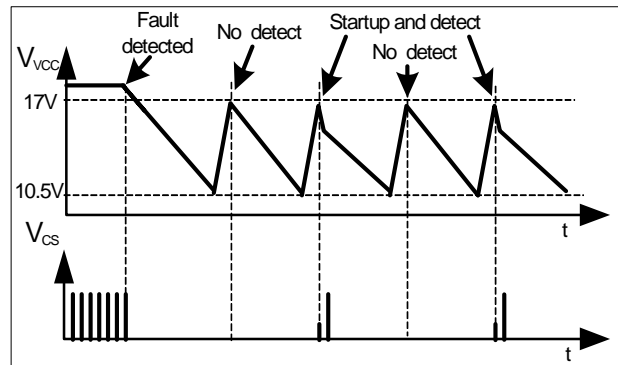 Fault
detected
No detect
Startup and detect
No detect
VVCC
17V
10.5V
t
VCS
t